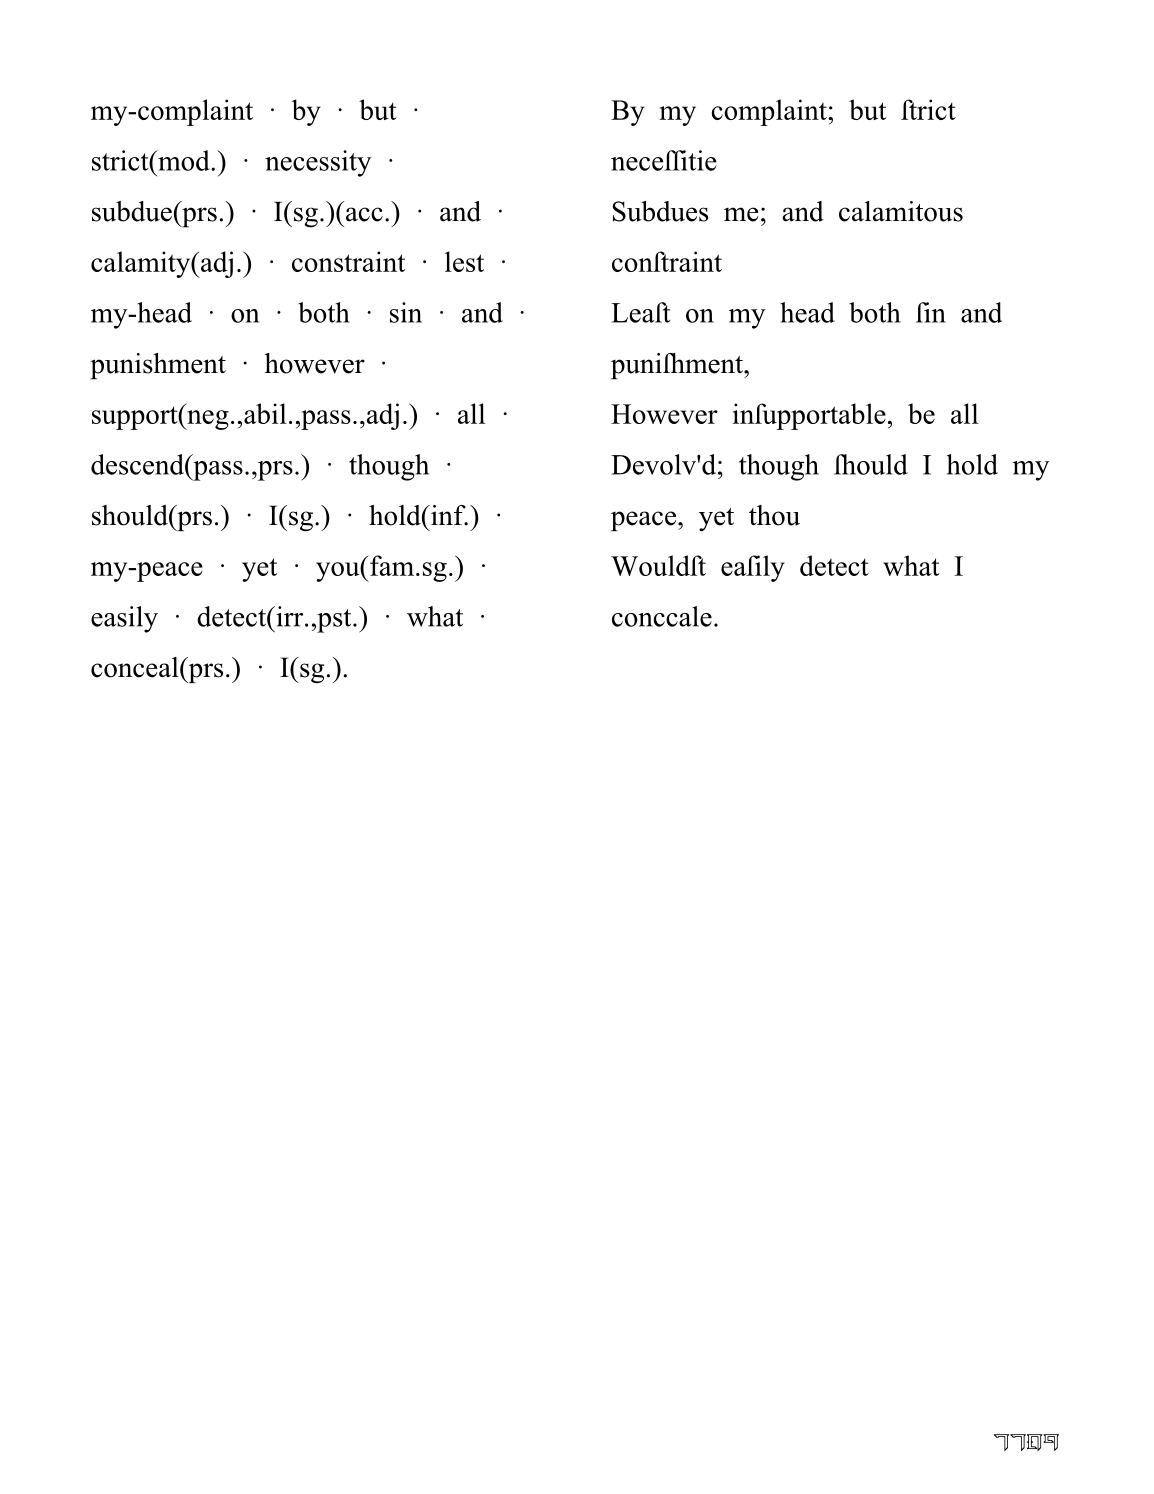 my-complaint · by · but ·
strict(mod.) · necessity ·
subdue(prs.) · I(sg.)(acc.) · and ·
calamity(adj.) · constraint · lest ·
my-head · on · both · sin · and ·
punishment · however ·
support(neg.,abil.,pass.,adj.) · all ·
descend(pass.,prs.) · though ·
should(prs.) · I(sg.) · hold(inf.) ·
my-peace · yet · you(fam.sg.) ·
easily · detect(irr.,pst.) · what ·
conceal(prs.) · I(sg.).
By my complaint; but ſtrict
neceſſitie
Subdues me; and calamitous
conſtraint
Leaſt on my head both ſin and
puniſhment,
However inſupportable, be all
Devolv'd; though ſhould I hold my
peace, yet thou
Wouldſt eaſily detect what I
conccale.